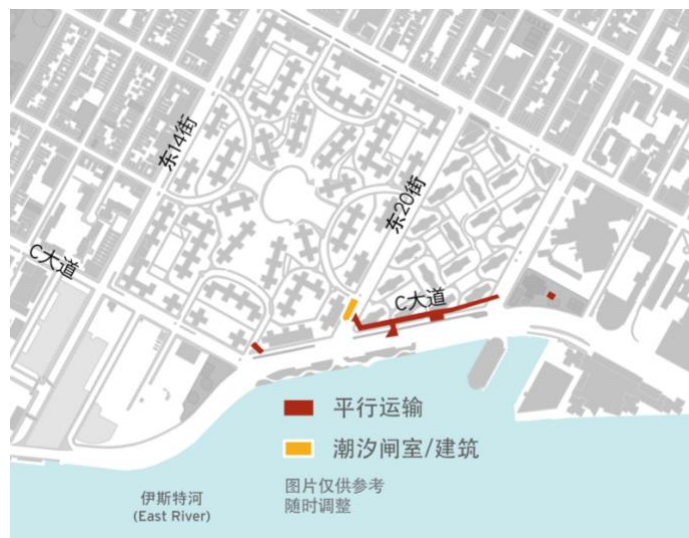 东14街
东20街
C大道
C大道
平行运输
潮汐闸室/建筑
图片仅供参考
随时调整
伊斯特河
(East River)